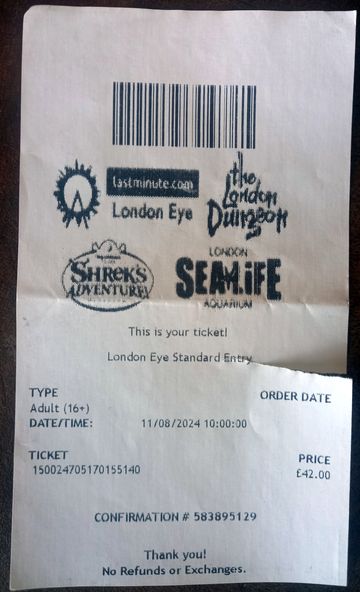 lastminute.com
London Eye
the
London
Dungeon
SHREK'S
ADVENTURE!
LONDON
SEA LIFE
AQUARIUM
This is your ticket!
London Eye Standard Entry
TYPE ORDER DATE
Adult (16+)
DATE/TIME: 11/08/2024 10:00:00
TICKET PRICE
150024705170155140 £42.00
CONFIRMATION # 583895129
Thank you!
No Refunds or Exchanges.